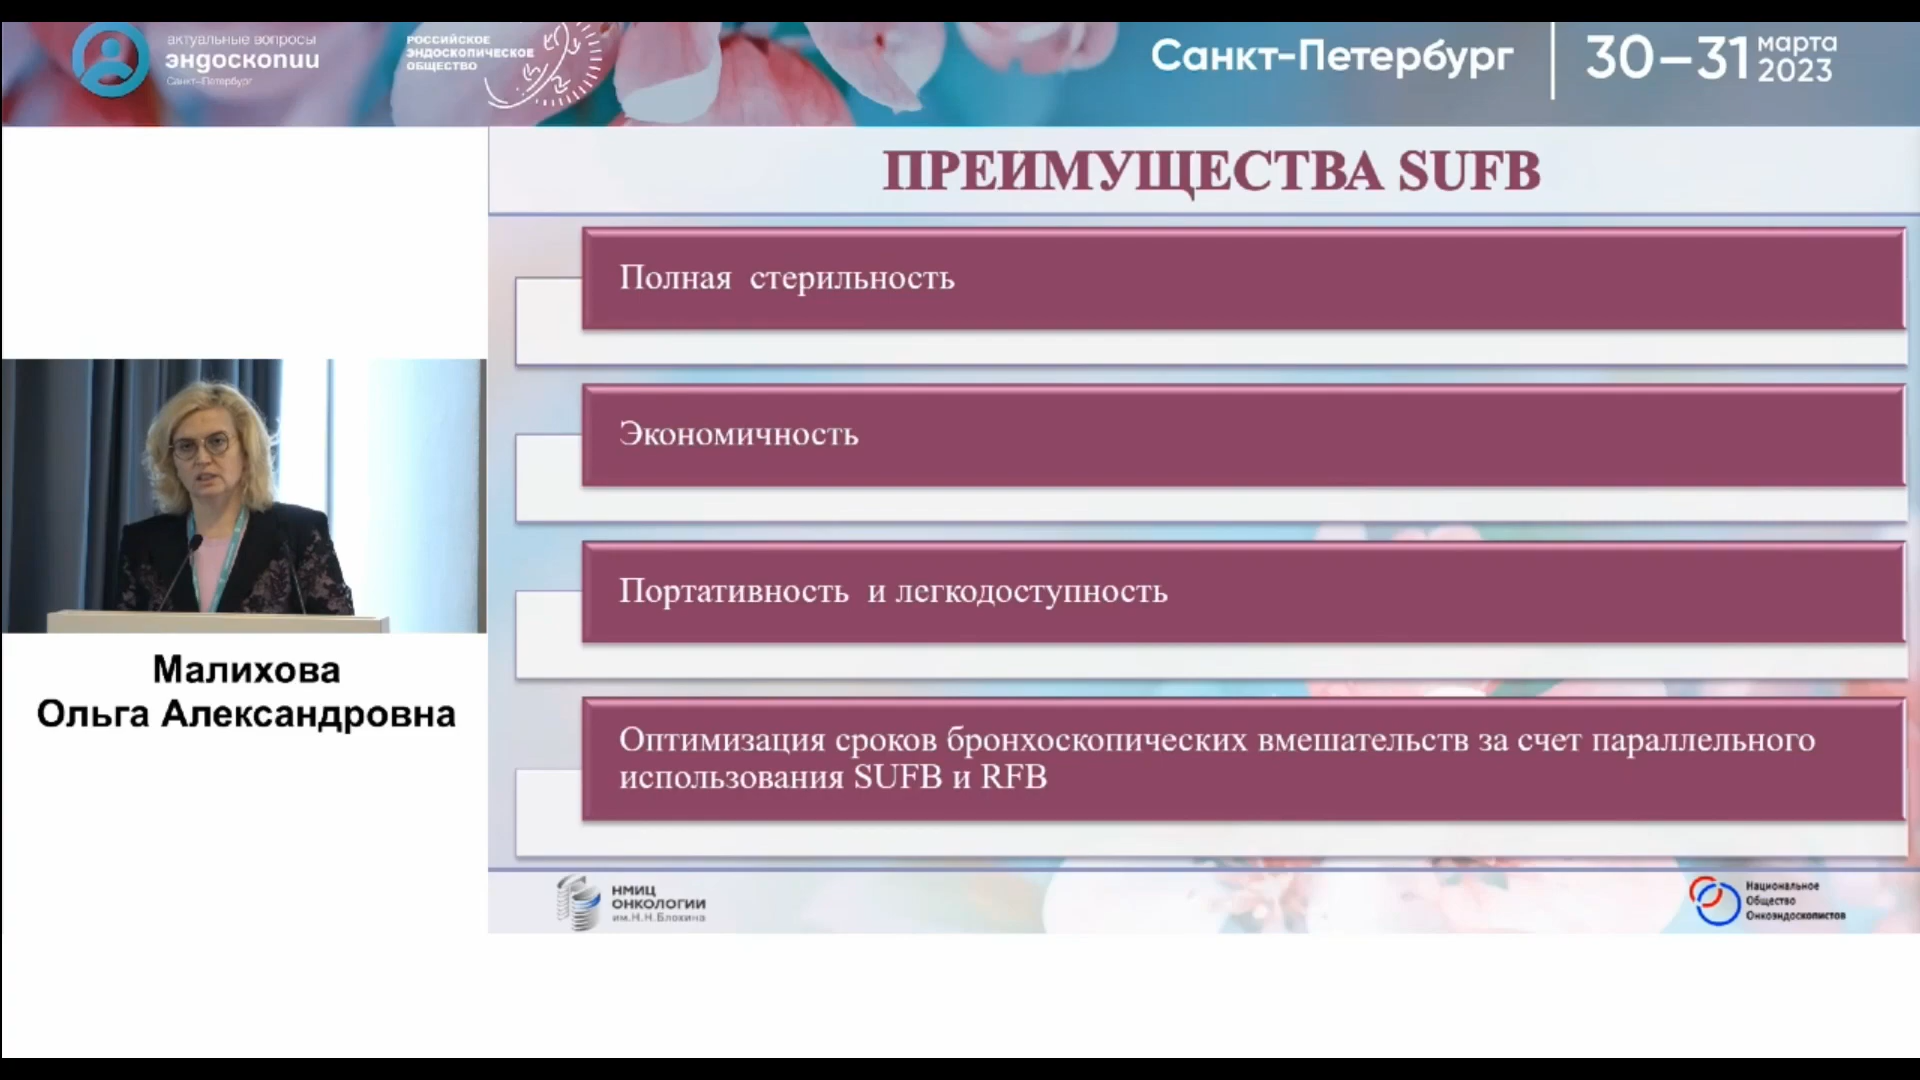 актуальные вопросы
эндоскопии
Санкт-Петербург
РОССИЙСКОЕ
ЭНДОСКОПИЧЕСКОЕ
ОБЩЕСТВО
Санкт-Петербург
30–31 марта
2023
ПРЕИМУЩЕСТВА SUFB
Полная стерильность
Экономичность
Портативность и легкодоступность
Оптимизация сроков бронхоскопических вмешательств за счет параллельного
использования SUFB и RFB
Малихова
Ольга Александровна
НМИЦ
ОНКОЛОГИИ
им.Н.Н.Блохина
Национальное
Общество
Онкоэндоскопистов